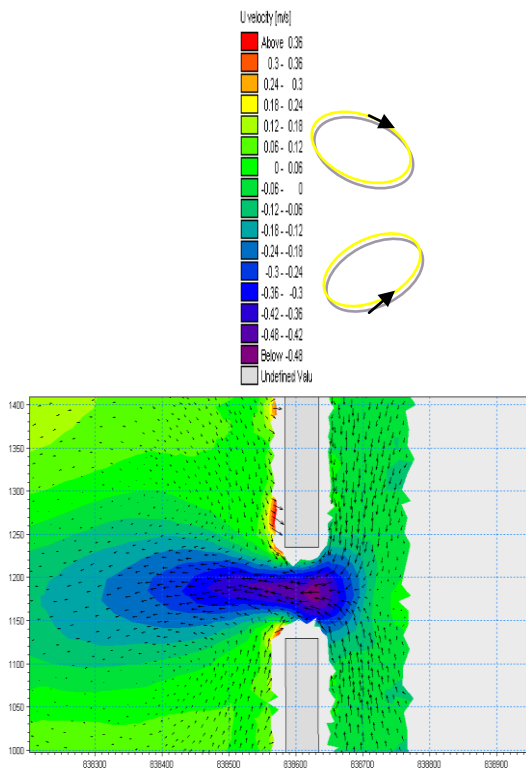 U velocity [m/s]
Above 0.36
0.3 - 0.36
0.24 - 0.3
0.18 - 0.24
0.12 - 0.18
0.06 - 0.12
0 - 0.06
-0.06 - 0
-0.12 - -0.06
-0.18 - -0.12
-0.24 - -0.18
-0.3 - -0.24
-0.36 - -0.3
-0.42 - -0.36
-0.48 - -0.42
Below -0.48
Undefined Valu
1400
1350
1300
1250
1200
1150
1100
1050
1000
838300 838400 838500 838600 838700 838800 838900